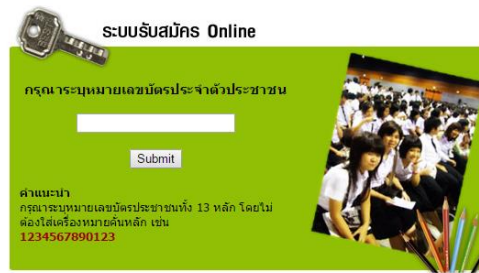 ระบบรับสมัคร Online
กรุณาระบุหมายเลขบัตรประจำตัวประชาชน
Submit
คำแนะนำ
กรุณาระบุหมายเลขบัตรประชาชนทั้ง 13 หลัก โดยไม่
ต้องใส่เครื่องหมายคั่นหลัก เช่น
1234567890123